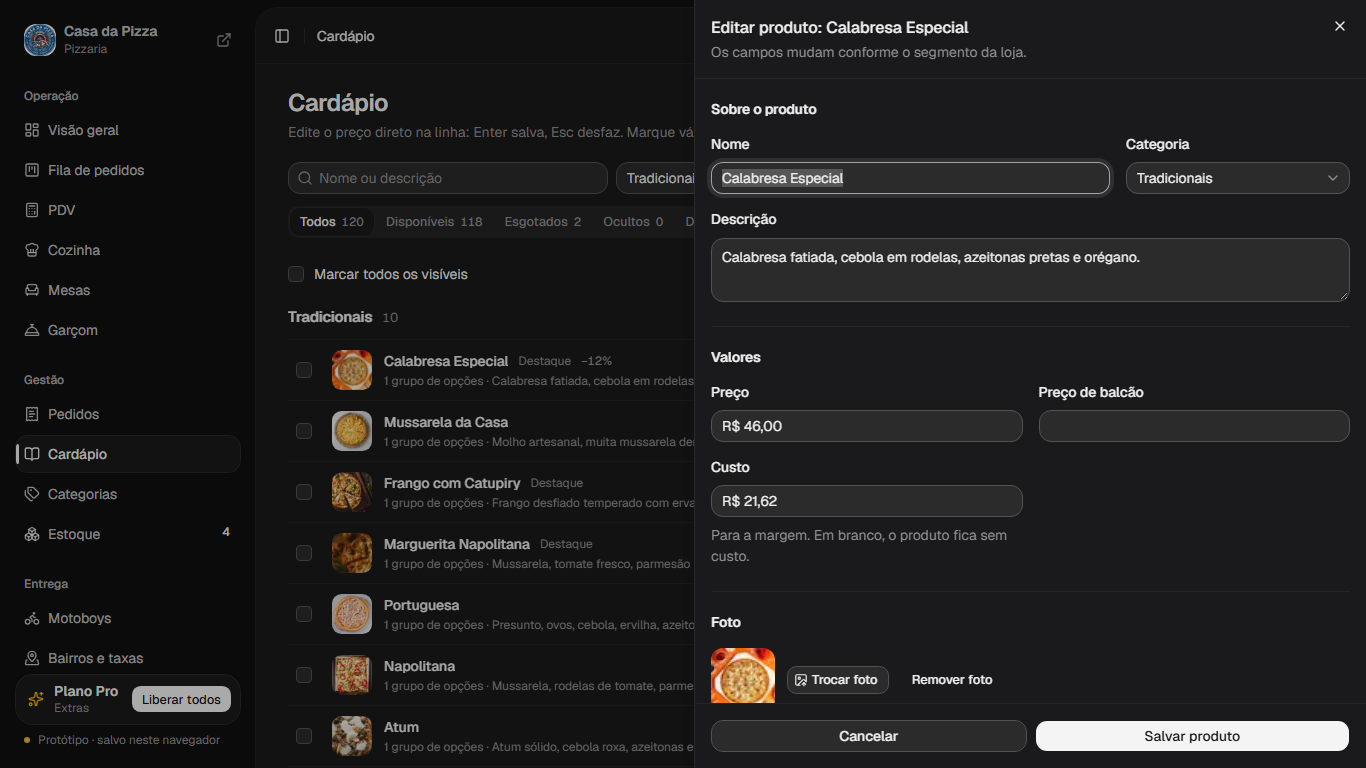 Casa da Pizza
Pizzaria
Operação
Visão geral
Fila de pedidos
PDV
Cozinha
Mesas
Garçom
Gestão
Pedidos
Cardápio
Categorias
Estoque 4
Entrega
Motoboys
Bairros e taxas
Plano Pro
Extras
Liberar todos
Protótipo · salvo neste navegador
Cardápio
Cardápio
Edite o preço direto na linha: Enter salva, Esc desfaz. Marque vá
Nome ou descrição
Tradicionai
Todos 120 Disponíveis 118 Esgotados 2 Ocultos 0 D
Marcar todos os visíveis
Tradicionais 10
Calabresa Especial Destaque −12%
1 grupo de opções · Calabresa fatiada, cebola em rodelas
Mussarela da Casa
1 grupo de opções · Molho artesanal, muita mussarela der
Frango com Catupiry Destaque
1 grupo de opções · Frango desfiado temperado com erva
Marguerita Napolitana Destaque
1 grupo de opções · Mussarela, tomate fresco, parmesão
Portuguesa
1 grupo de opções · Presunto, ovos, cebola, ervilha, azeito
Napolitana
1 grupo de opções · Mussarela, rodelas de tomate, parme
Atum
1 grupo de opções · Atum sólido, cebola roxa, azeitonas e
Editar produto: Calabresa Especial
Os campos mudam conforme o segmento da loja.
Sobre o produto
Nome
Calabresa Especial
Categoria
Tradicionais
Descrição
Calabresa fatiada, cebola em rodelas, azeitonas pretas e orégano.
Valores
Preço
R$ 46,00
Preço de balcão
Custo
R$ 21,62
Para a margem. Em branco, o produto fica sem
custo.
Foto
Trocar foto
Remover foto
Cancelar
Salvar produto